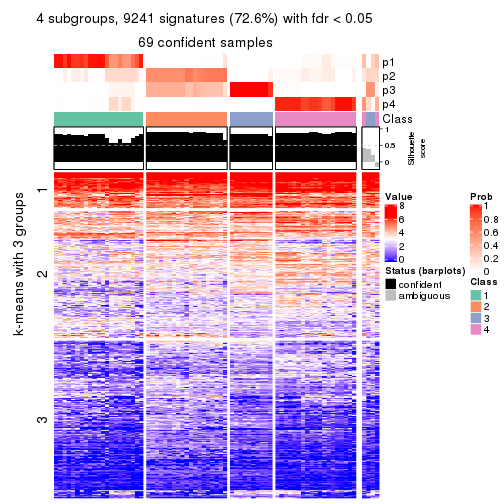 4 subgroups, 9241 signatures (72.6%) with fdr < 0.05
69 confident samples
p1
p2
p3
p4
Class
1
0.5
0
Silhouette
score
k-means with 3 groups
1
2
3
Value
8
6
4
2
0
Status (barplots)
confident
ambiguous
Prob
1
0.8
0.6
0.4
0.2
0
Class
1
2
3
4